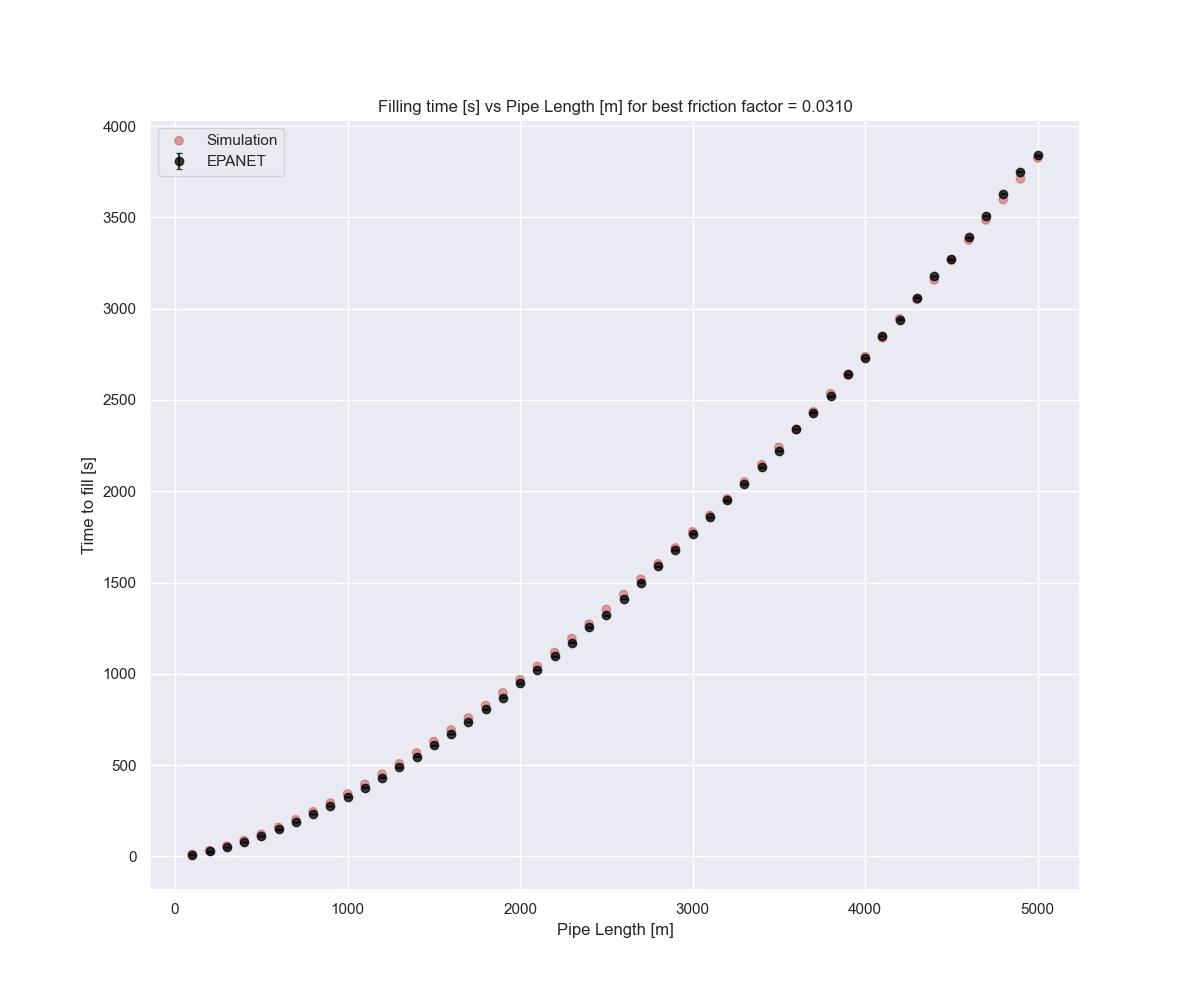 Filling time [s] vs Pipe Length [m] for best friction factor = 0.0310
Simulation
EPANET
4000
3500
3000
2500
2000
1500
1000
500
0
Time to fill [s]
0 1000 2000 3000 4000 5000
Pipe Length [m]